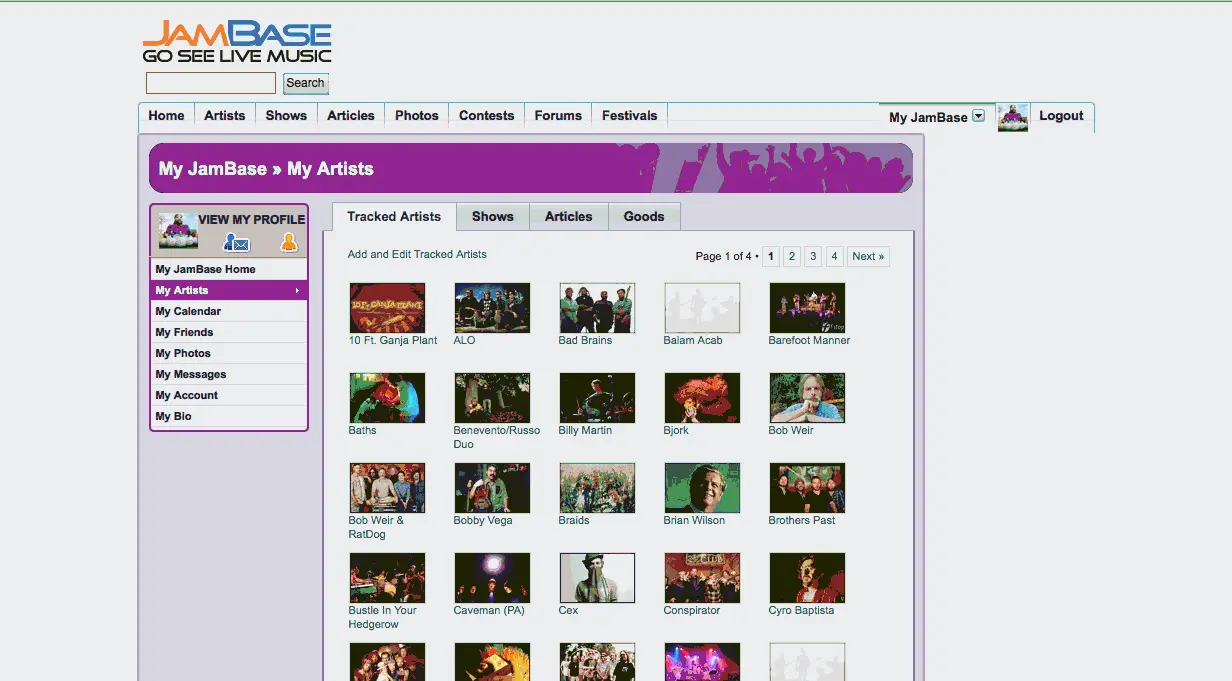 JAMBASE
GO SEE LIVE MUSIC
Search
Home Artists Shows Articles Photos Contests Forums Festivals My JamBase Logout
My JamBase » My Artists
VIEW MY PROFILE
My JamBase Home
My Artists
My Calendar
My Friends
My Photos
My Messages
My Account
My Bio
Tracked Artists Shows Articles Goods
Add and Edit Tracked Artists Page 1 of 4 • 1 2 3 4 Next »
10 FT. GANJA PLANT
10 Ft. Ganja Plant ALO Bad Brains Balam Acab Barefoot Manner
Baths Benevento/Russo Duo Billy Martin Bjork Bob Weir
Bob Weir & RatDog Bobby Vega Braids Brian Wilson Brothers Past
CLUB
Bustle In Your Hedgerow Caveman (PA) Cex Conspirator Cyro Baptista